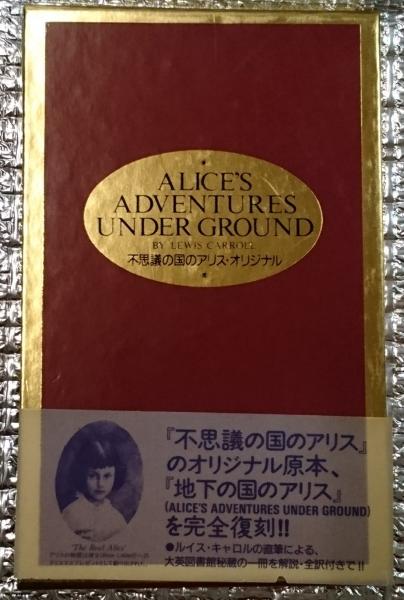 ALICE'S
ADVENTURES
UNDER GROUND
BY LEWIS CARROLL
不思議の国のアリス・オリジナル
『不思議の国のアリス』
のオリジナル原本、
『地下の国のアリス』
(ALICE'S ADVENTURES UNDER GROUND)
を完全復刻!!
●ルイス・キャロルの直筆による、
大英図書館秘蔵の一冊を解説・全訳付きで!!
'The Real Alice'